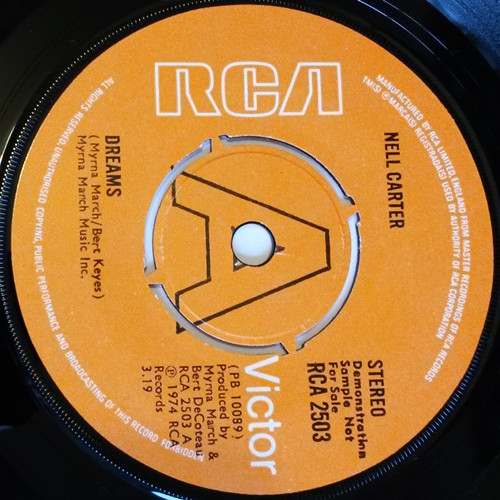 RCA
Victor
MANUFACTURED BY RCA LIMITED, ENGLAND FROM MASTER RECORDINGS OF RCA RECORDS
TM(S) ® MARCA(S) REGISTRADA(S) USED BY AUTHORITY OF RCA CORPORATION
NELL CARTER
STEREO
Demonstration
Sample Not
For Sale
RCA 2503
A
(PB 10089)
Produced by
Myrna March &
Bert DeCoteau
RCA 2503 A
℗ 1974 RCA
Records
3.19
DREAMS
(Myrna March/Bert Keyes)
Myrna March Music Inc.
ALL RIGHTS RESERVED. UNAUTHORISED COPYING, PUBLIC PERFORMANCE AND BROADCASTING OF THIS RECORD FORBIDDEN